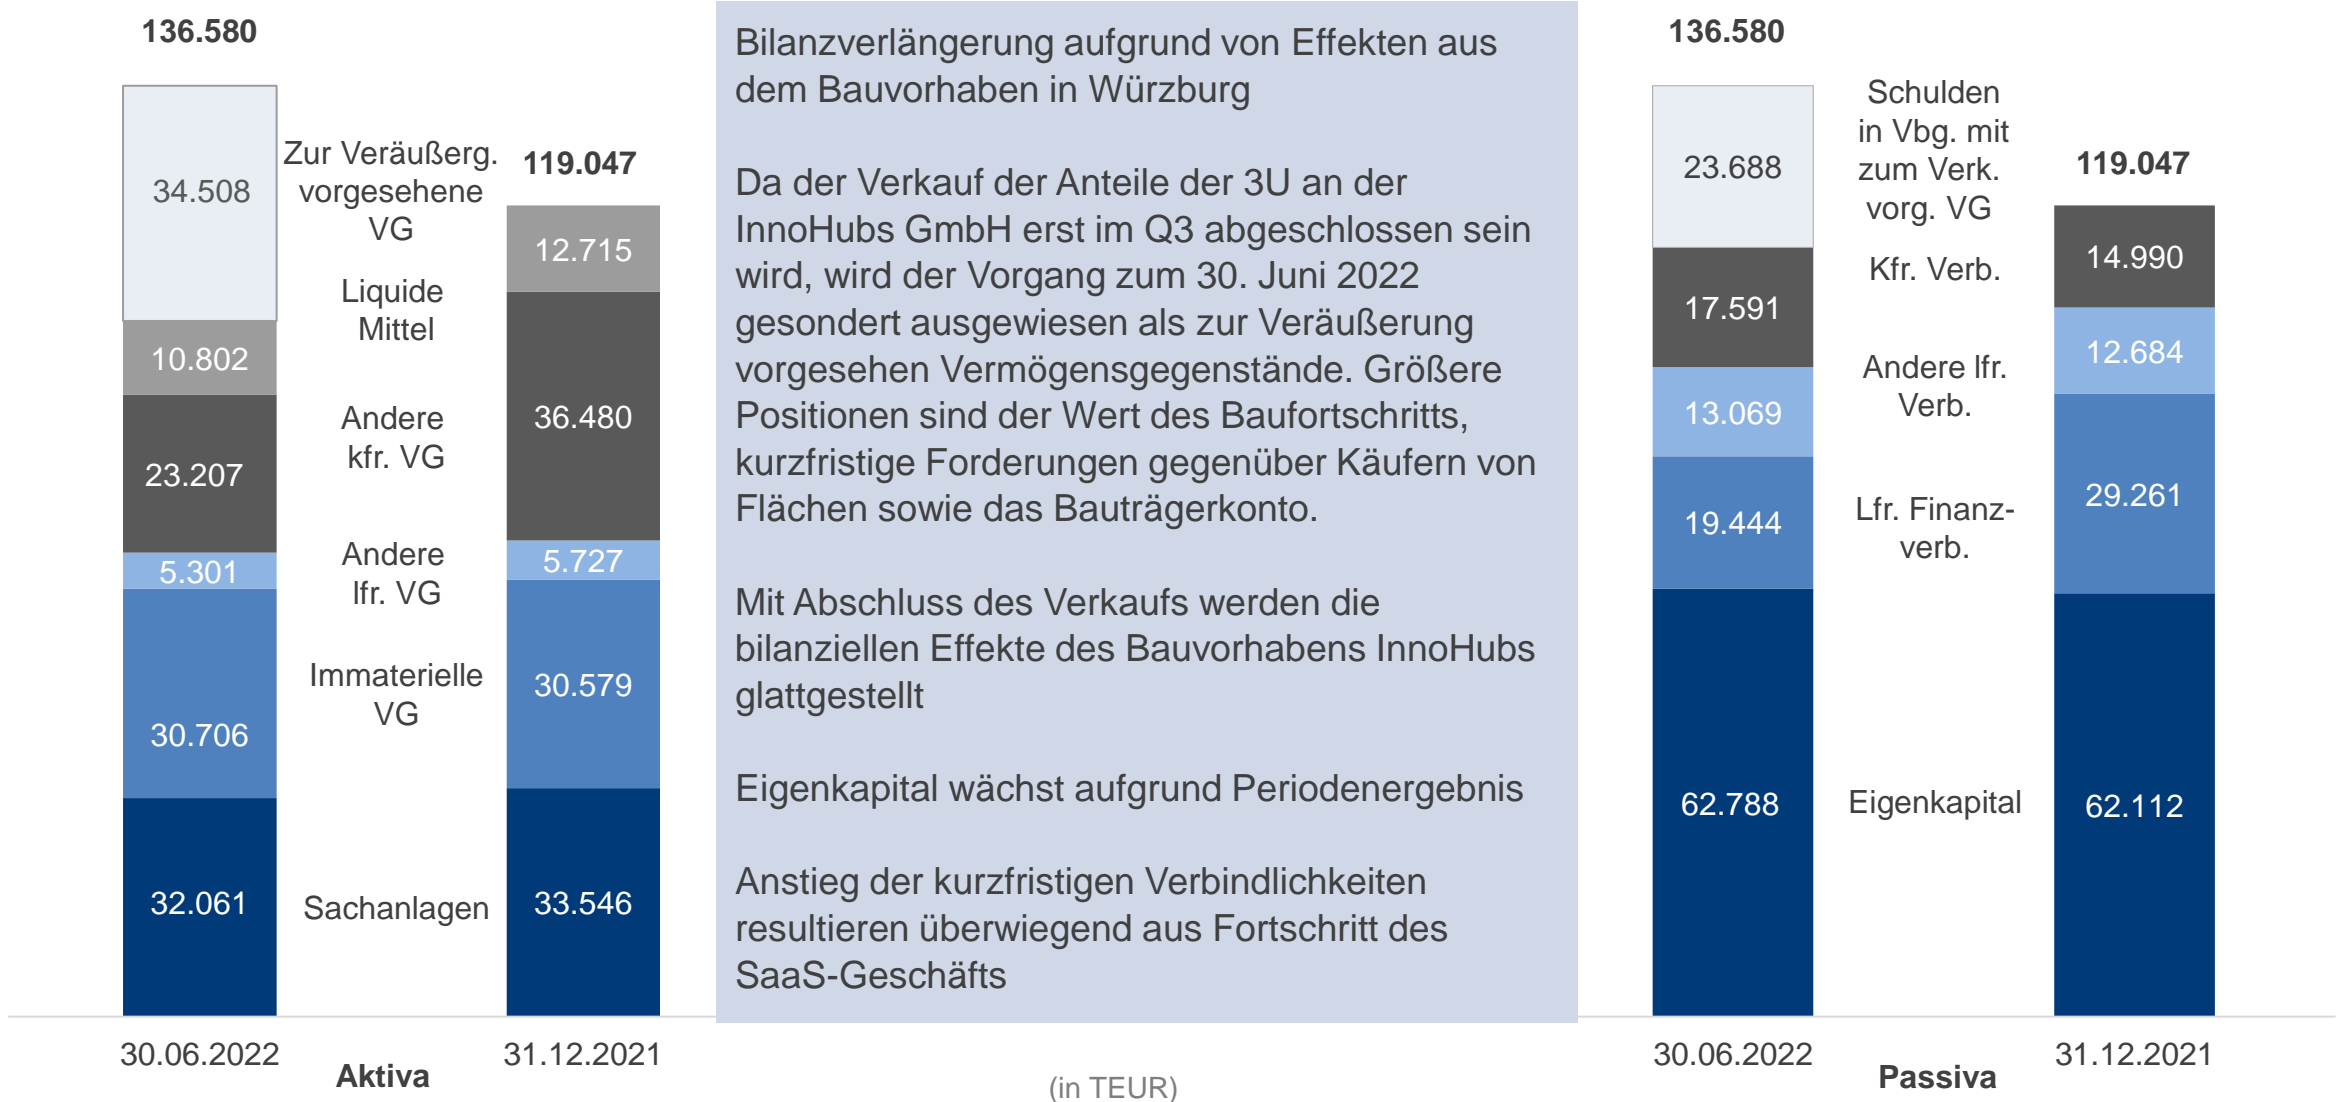 136.580
34.508
10.802
23.207
5.301
30.706
32.061
30.06.2022
Zur Veräußerg.
vorgesehene
VG
Liquide
Mittel
Andere
kfr. VG
Andere
lfr. VG
Immaterielle
VG
Sachanlagen
Aktiva
119.047
12.715
36.480
5.727
30.579
33.546
31.12.2021
Bilanzverlängerung aufgrund von Effekten aus
dem Bauvorhaben in Würzburg
Da der Verkauf der Anteile der 3U an der
InnoHubs GmbH erst im Q3 abgeschlossen sein
wird, wird der Vorgang zum 30. Juni 2022
gesondert ausgewiesen als zur Veräußerung
vorgesehen Vermögensgegenstände. Größere
Positionen sind der Wert des Baufortschritts,
kurzfristige Forderungen gegenüber Käufern von
Flächen sowie das Bauträgerkonto.
Mit Abschluss des Verkaufs werden die
bilanziellen Effekte des Bauvorhabens InnoHubs
glattgestellt
Eigenkapital wächst aufgrund Periodenergebnis
Anstieg der kurzfristigen Verbindlichkeiten
resultieren überwiegend aus Fortschritt des
SaaS-Geschäfts
(in TEUR)
136.580
23.688
17.591
13.069
19.444
62.788
30.06.2022
Schulden
in Vbg. mit
zum Verk.
vorg. VG
Kfr. Verb.
Andere lfr.
Verb.
Lfr. Finanz-
verb.
Eigenkapital
Passiva
119.047
14.990
12.684
29.261
62.112
31.12.2021